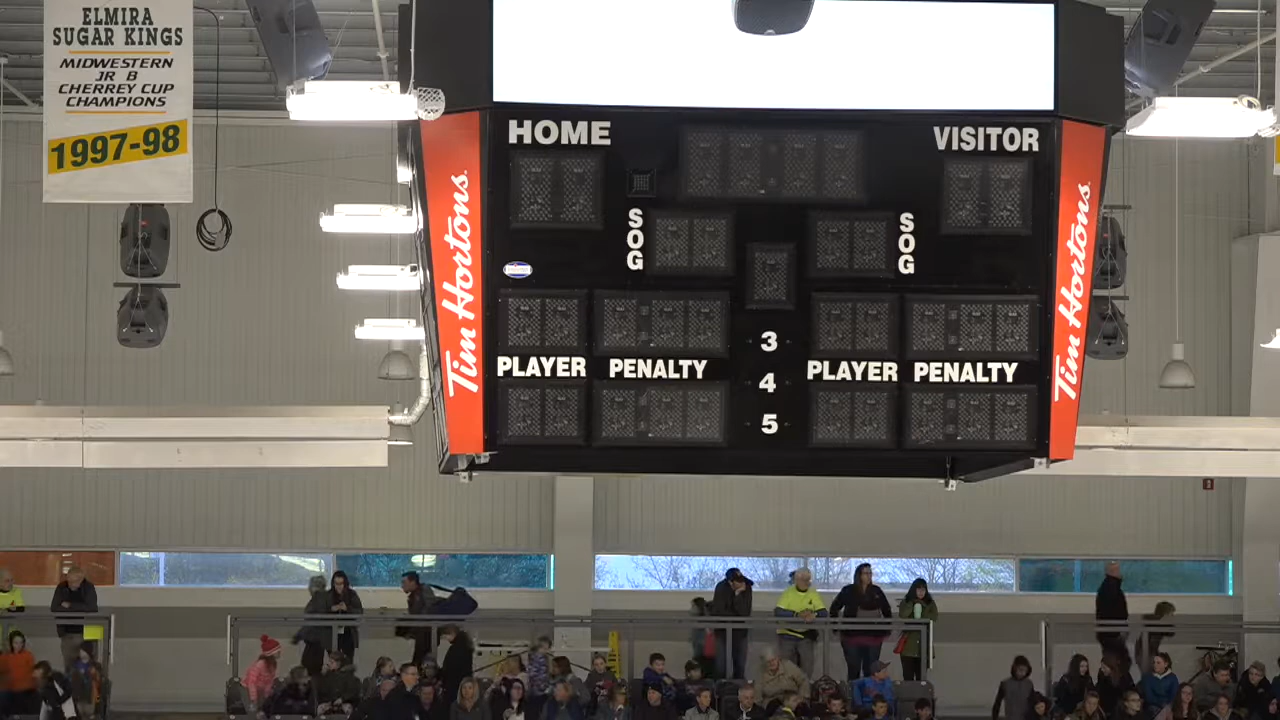 ELMIRA
SUGAR KINGS
MIDWESTERN
JR B
CHERREY CUP
CHAMPIONS
1997-98
HOME
VISITOR
SOG
SOG
Tim Hortons
Tim Hortons
3
PLAYER
PENALTY
PLAYER
PENALTY
4
5